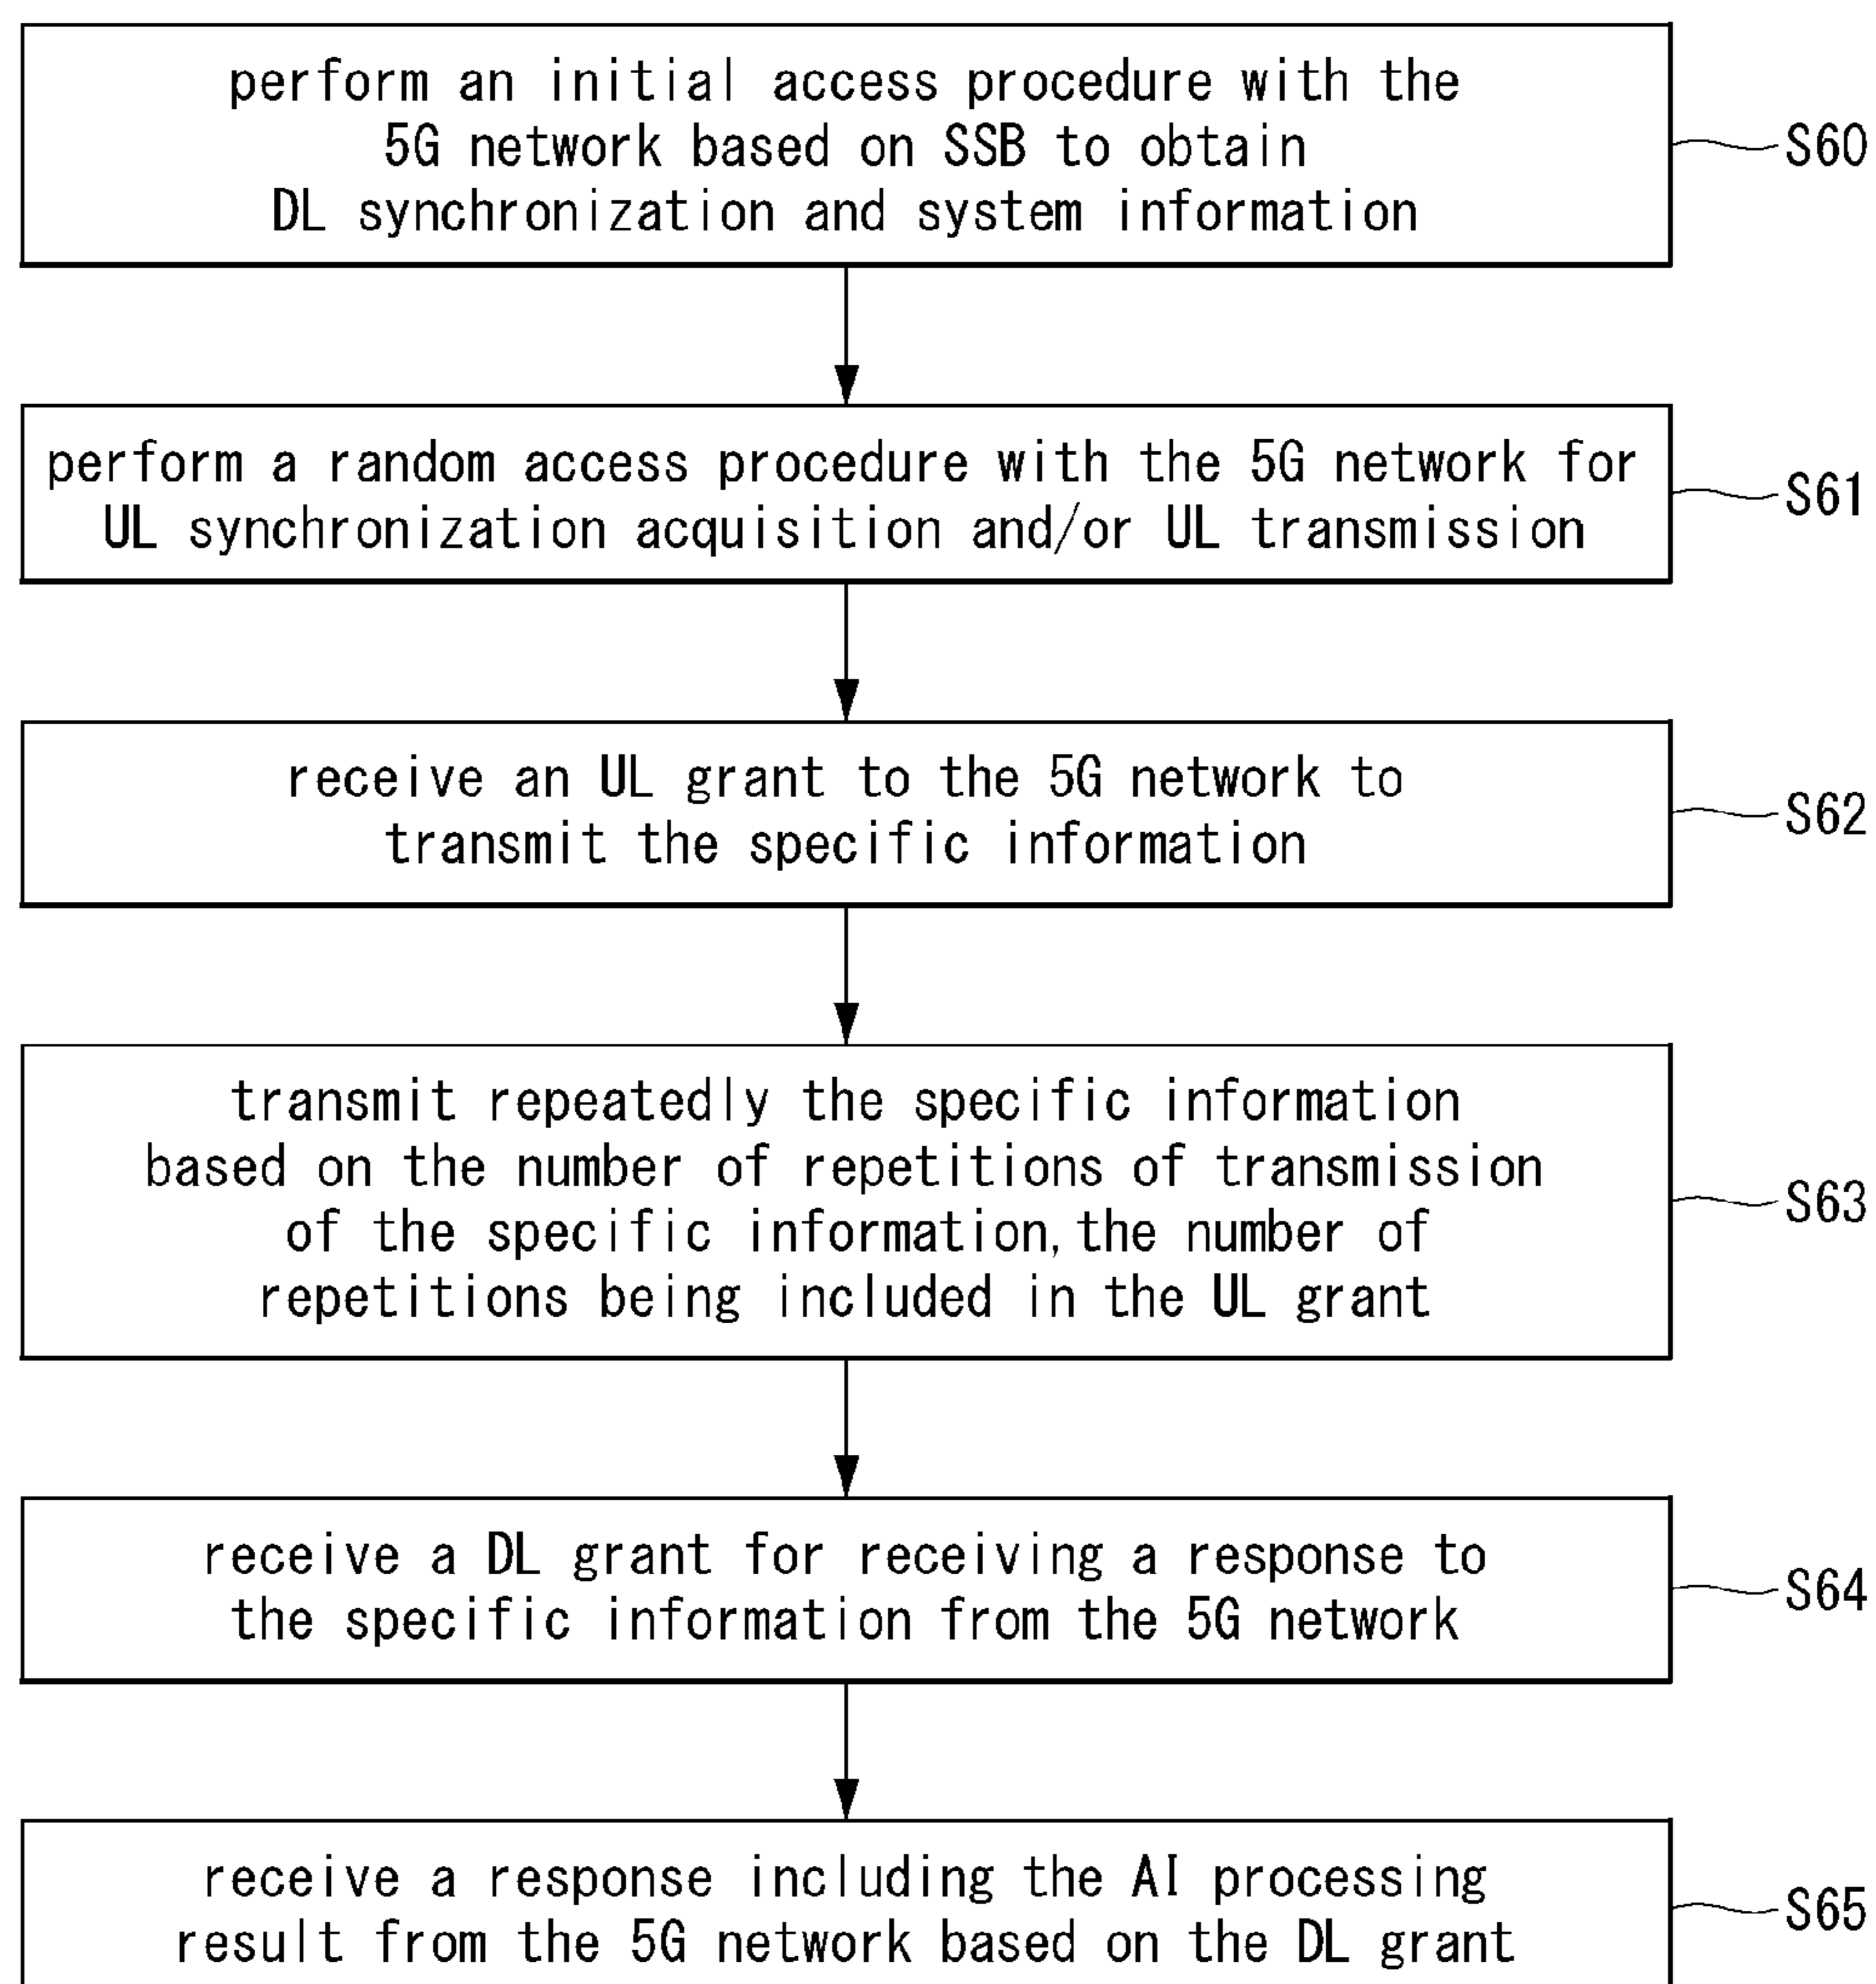 perform an initial access procedure with the
5G network based on SSB to obtain
DL synchronization and system information
S60
perform a random access procedure with the 5G network for
UL synchronization acquisition and/or UL transmission
S61
receive an UL grant to the 5G network to
transmit the specific information
S62
transmit repeatedly the specific information
based on the number of repetitions of transmission
of the specific information, the number of
repetitions being included in the UL grant
S63
receive a DL grant for receiving a response to
the specific information from the 5G network
S64
receive a response including the AI processing
result from the 5G network based on the DL grant
S65